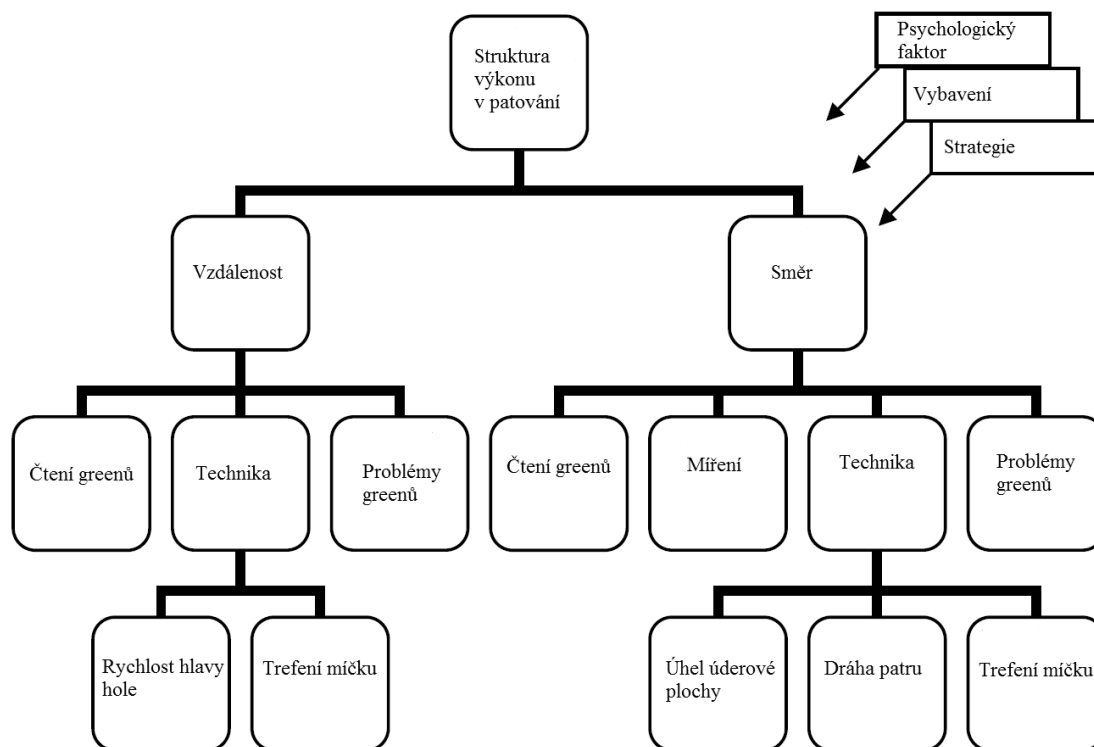 Struktura
výkonu
v patování
Psychologický
faktor
Vybavení
Strategie
Vzdálenost
Směr
Čtení greenů
Technika
Problémy
greenů
Čtení greenů
Míření
Technika
Problémy
greenů
Rychlost hlavy
hole
Trefení míčku
Úhel úderové
plochy
Dráha patru
Trefení míčku